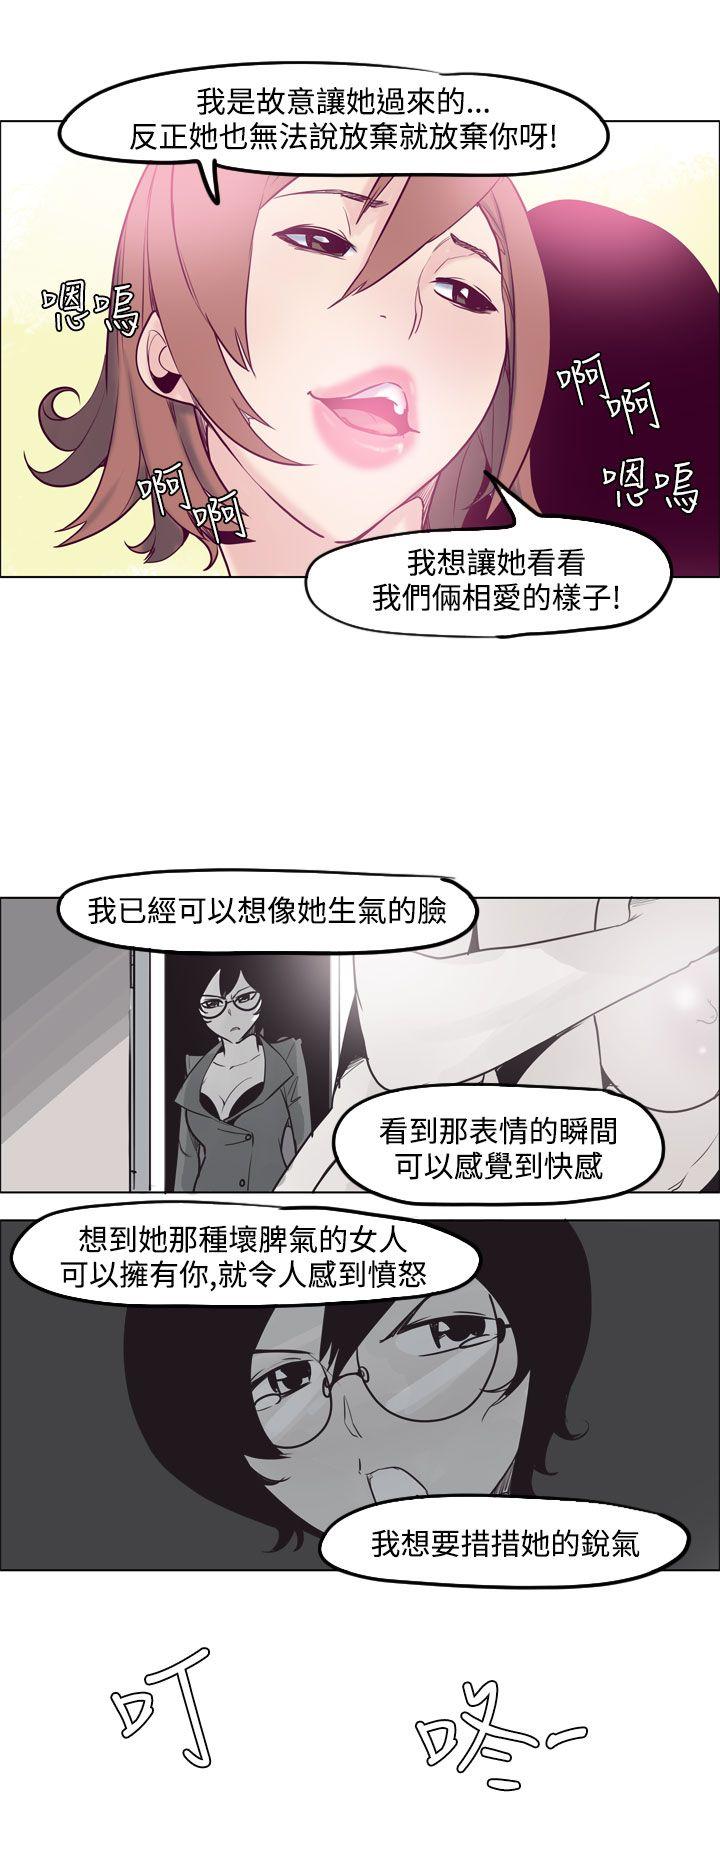 我是故意讓她過來的...
反正她也無法說放棄就放棄你呀!
嗯嗚
啊啊
啊啊
嗯嗚
我想讓她看看
我們倆相愛的樣子!
我已經可以想像她生氣的臉
看到那表情的瞬間
可以感覺到快感
想到她那種壞脾氣的女人
可以擁有你,就令人感到憤怒
我想要措措她的銳氣
叮
咚一